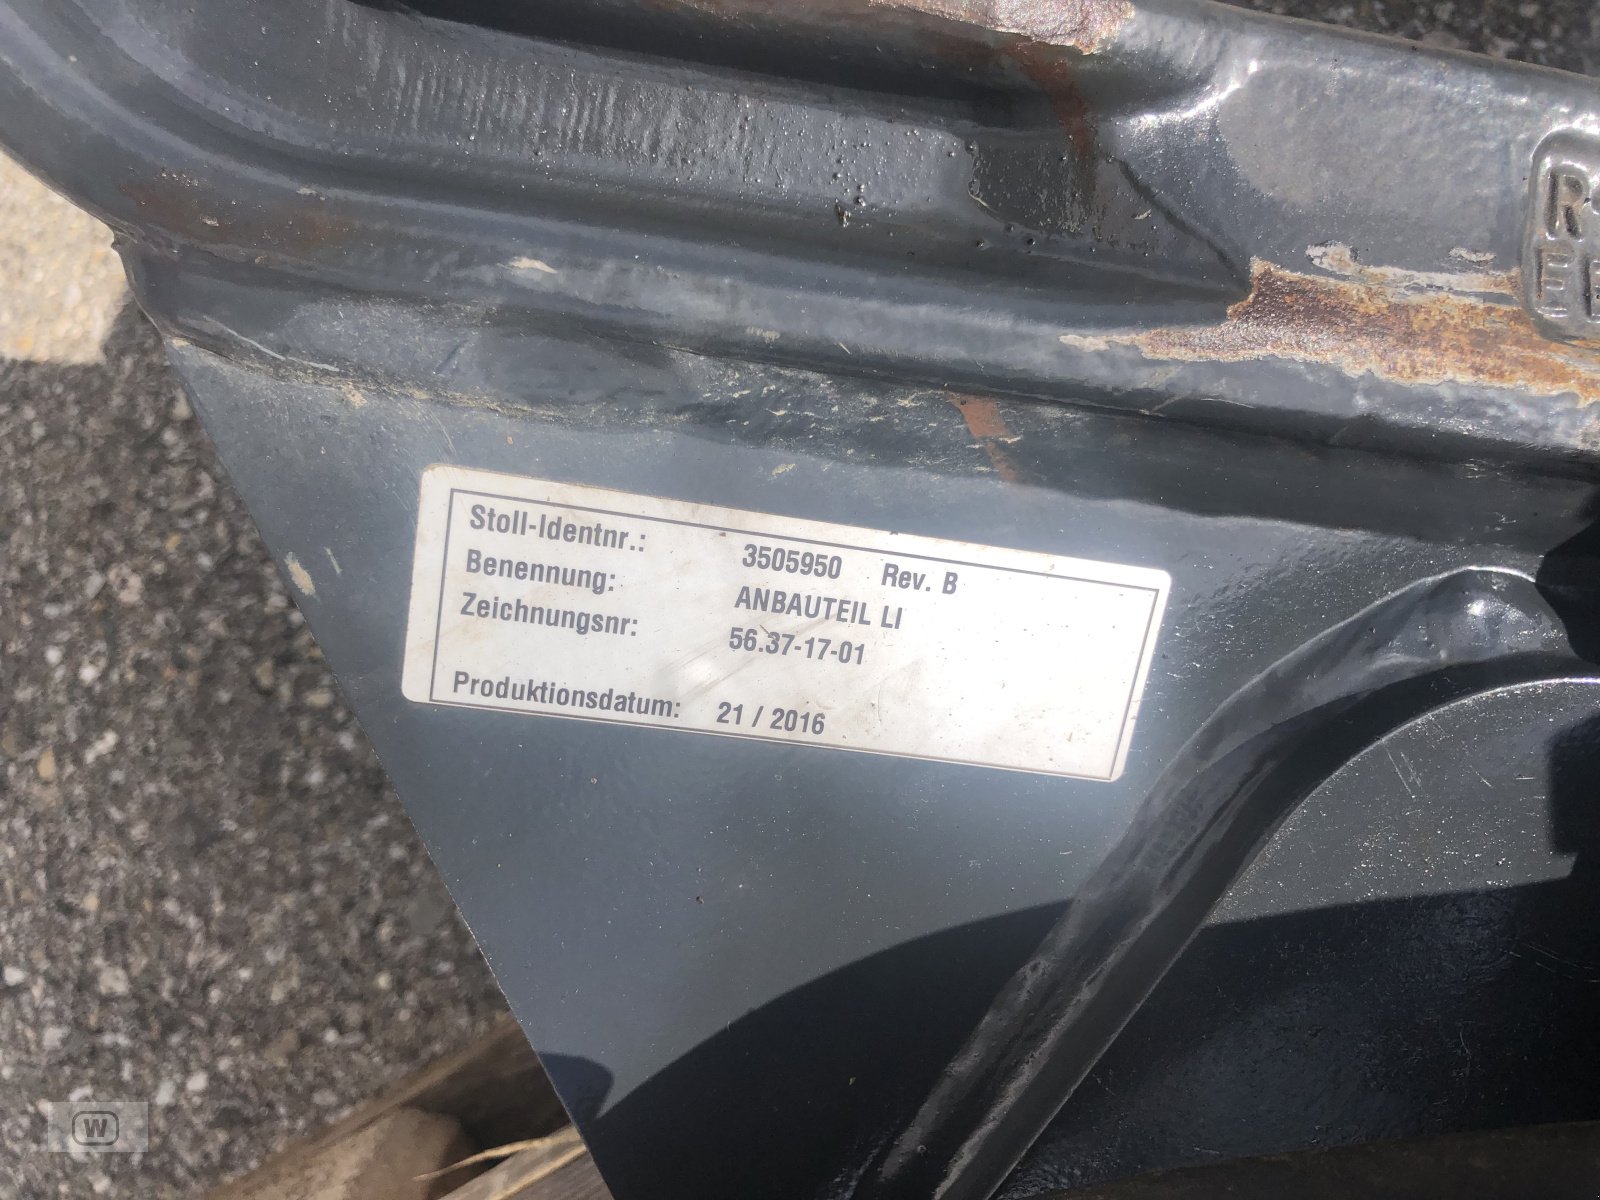 Stoll-Identnr.: 3505950 Rev. B
Benennung: ANBAUTEIL LI
Zeichnungsnr: 56.37-17-01
Produktionsdatum: 21 / 2016
W